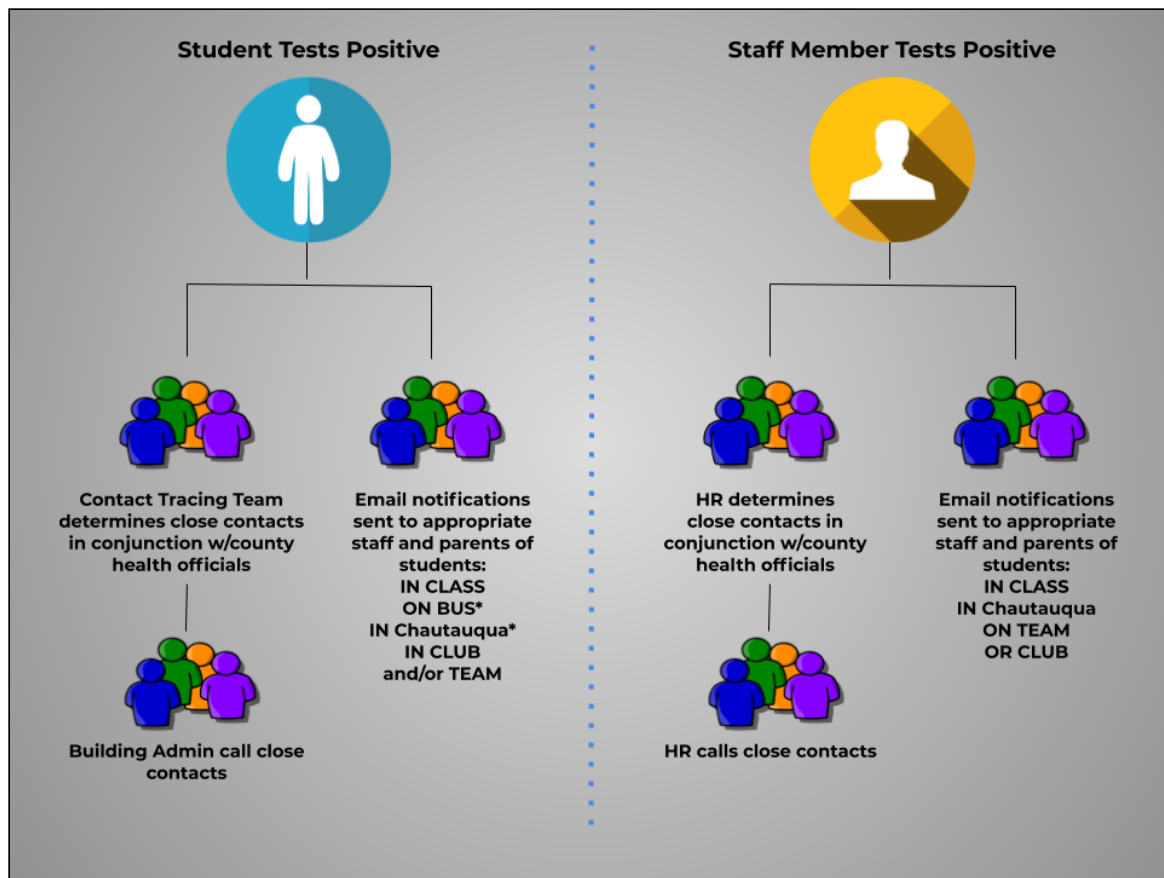 Student Tests Positive
Contact Tracing Team
determines close contacts
in conjunction w/county
health officials
Building Admin call close
contacts
Email notifications
sent to appropriate
staff and parents of
students:
IN CLASS
ON BUS*
IN Chautauqua*
IN CLUB
and/or TEAM
Staff Member Tests Positive
HR determines
close contacts in
conjunction w/county
health officials
HR calls close contacts
Email notifications
sent to appropriate
staff and parents of
students:
IN CLASS
IN Chautauqua
ON TEAM
OR CLUB